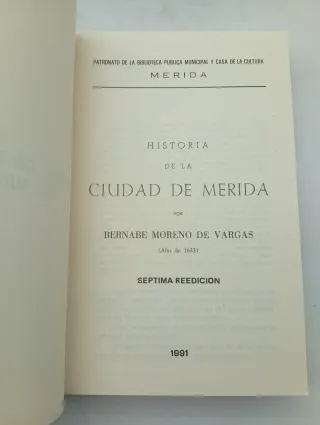 PATRONATO DE LA BIBLIOTECA PUBLICA MUNICIPAL Y CASA DE LA CULTURA
MERIDA
HISTORIA
DE LA
CIUDAD DE MERIDA
POR
BERNABE MORENO DE VARGAS
(Año de 1633)
SEPTIMA REEDICION
1991